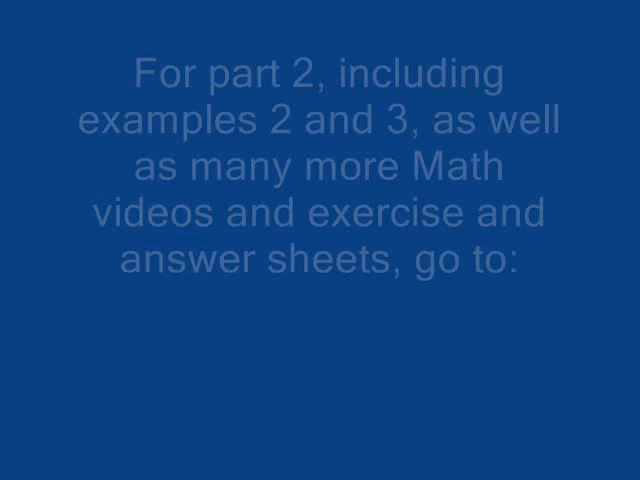 For part 2, including
examples 2 and 3, as well
as many more Math
videos and exercise and
answer sheets, go to: